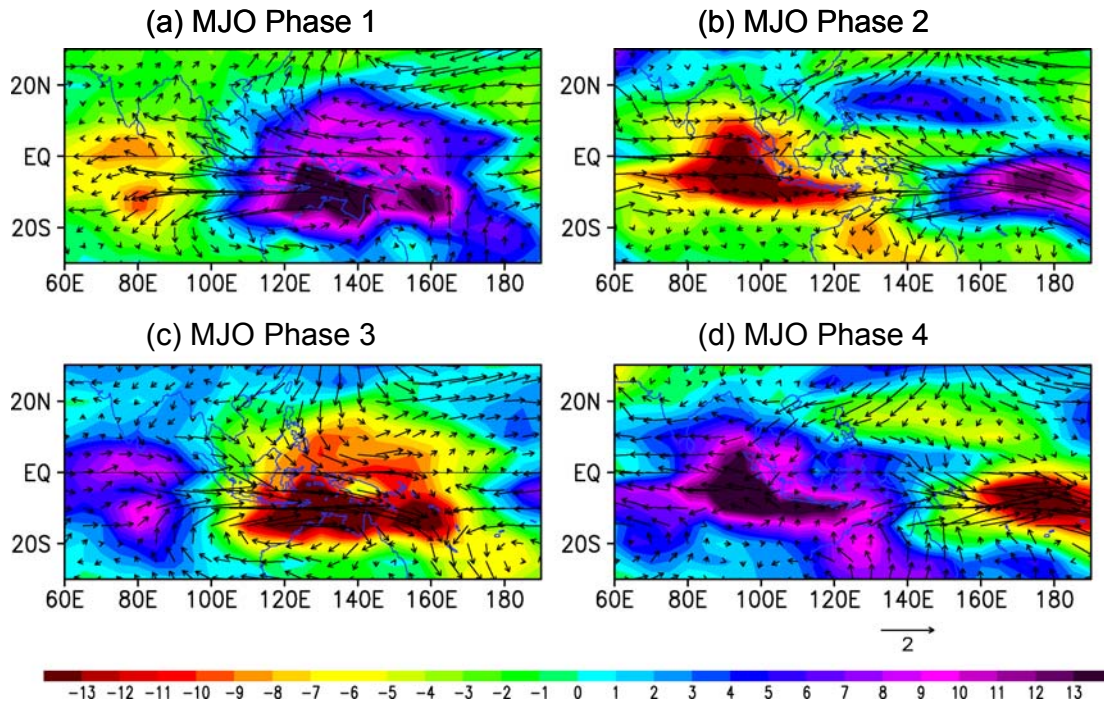 (a) MJO Phase 1
(b) MJO Phase 2
20N
EQ
20S
60E 80E 100E 120E 140E 160E 180
20N
EQ
20S
60E 80E 100E 120E 140E 160E 180
(c) MJO Phase 3
(d) MJO Phase 4
20N
EQ
20S
60E 80E 100E 120E 140E 160E 180
20N
EQ
20S
60E 80E 100E 120E 140E 160E 180
2
-13 -12 -11 -10 -9 -8 -7 -6 -5 -4 -3 -2 -1 0 1 2 3 4 5 6 7 8 9 10 11 12 13